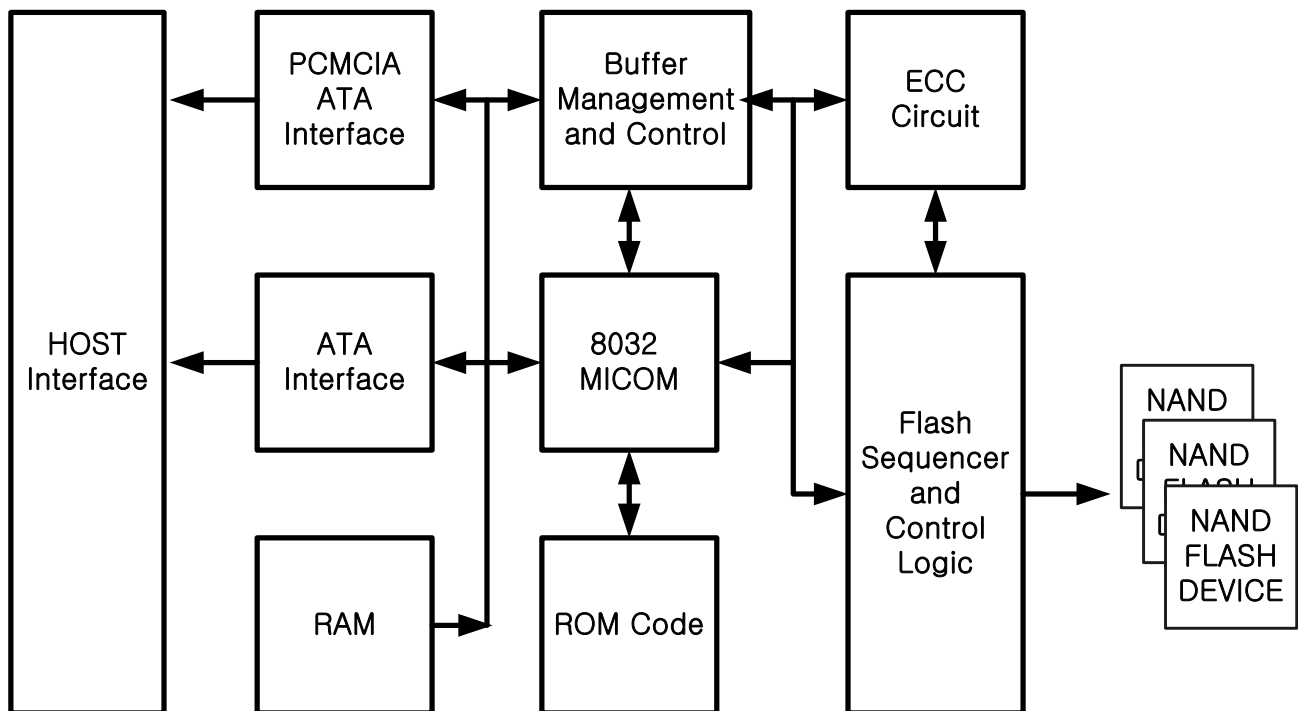 PCMCIA
ATA
Interface
Buffer
Management
and Control
ECC
Circuit
HOST
Interface
ATA
Interface
8032
MICOM
Flash
Sequencer
and
Control
Logic
RAM
ROM Code
NAND
NAND
FLASH
NAND
FLASH
DEVICE